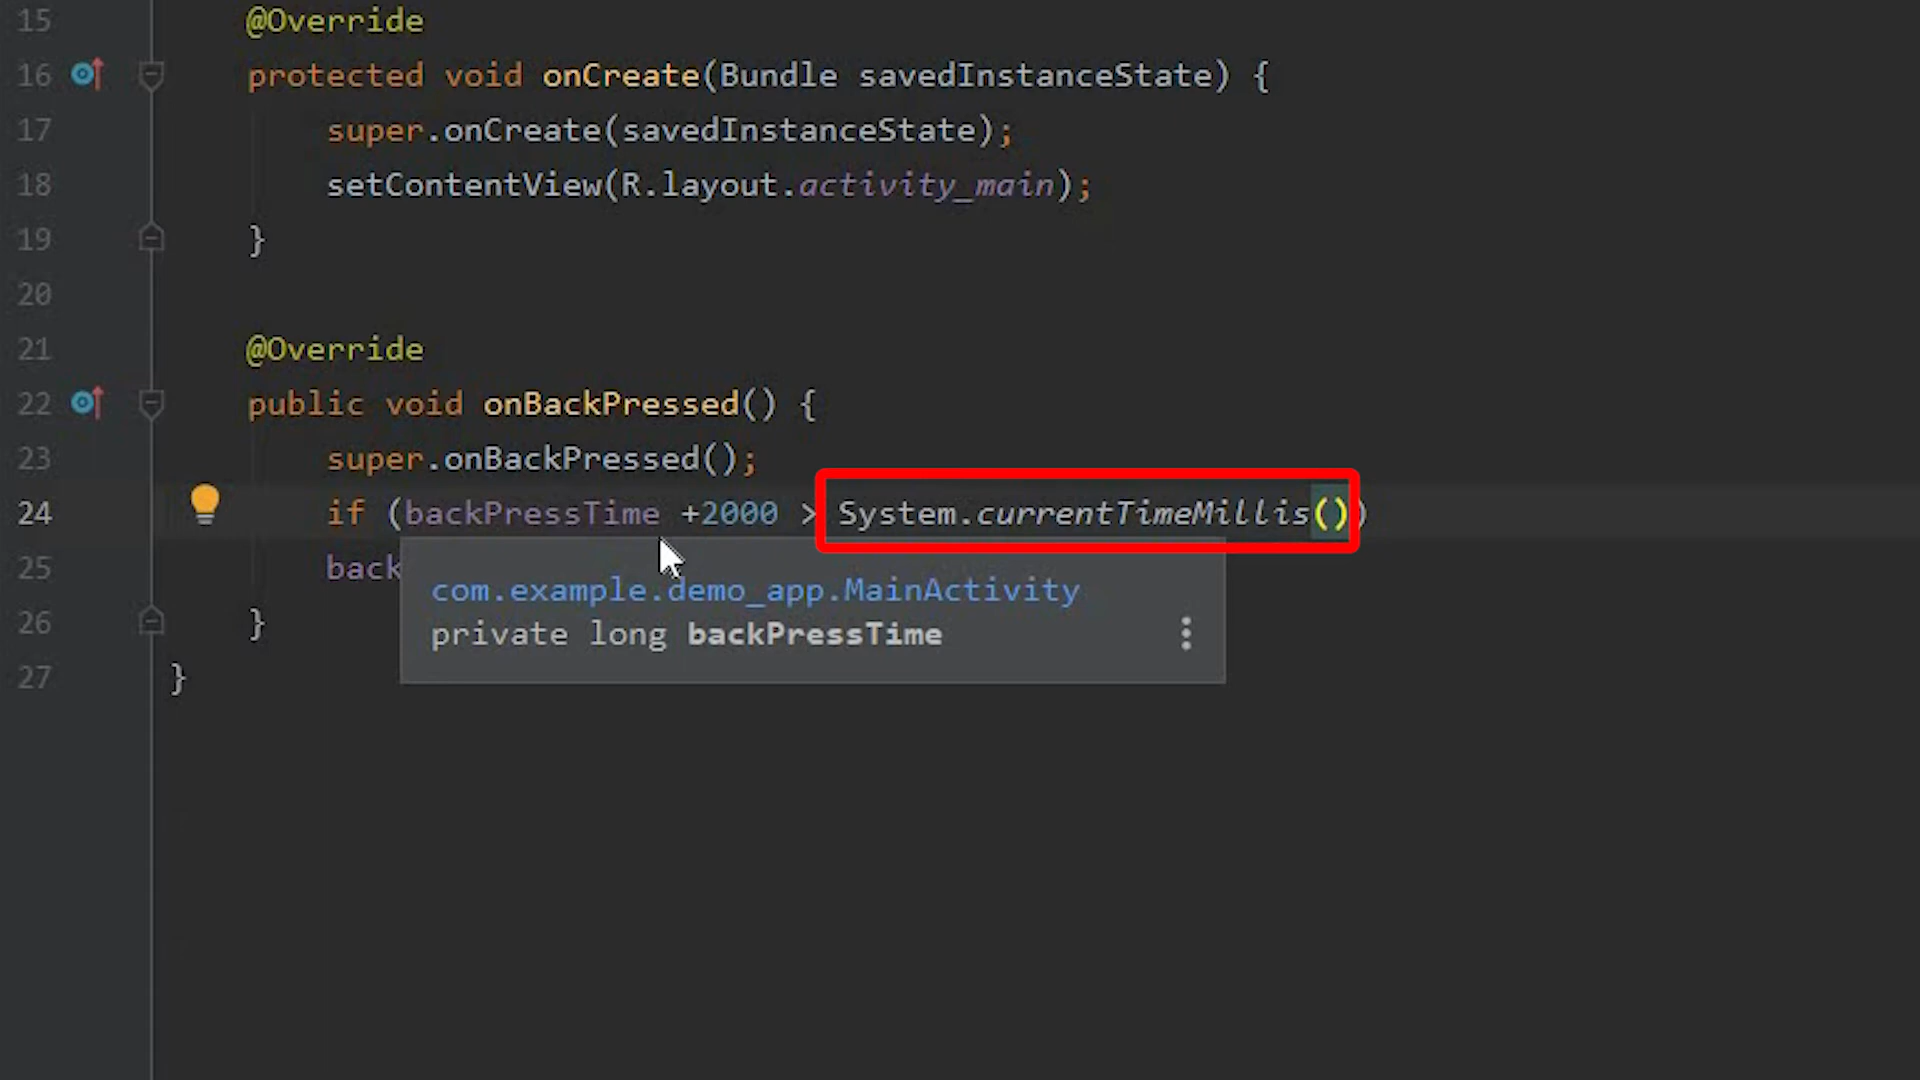 15 @Override
16 protected void onCreate(Bundle savedInstanceState) {
17 super.onCreate(savedInstanceState);
18 setContentView(R.layout.activity_main);
19 }
20
21 @Override
22 public void onBackPressed() {
23 super.onBackPressed();
24 if (backPressTime +2000 > System.currentTimeMillis())
25 back
com.example.demo_app.MainActivity
26 }
private long backPressTime
27 }